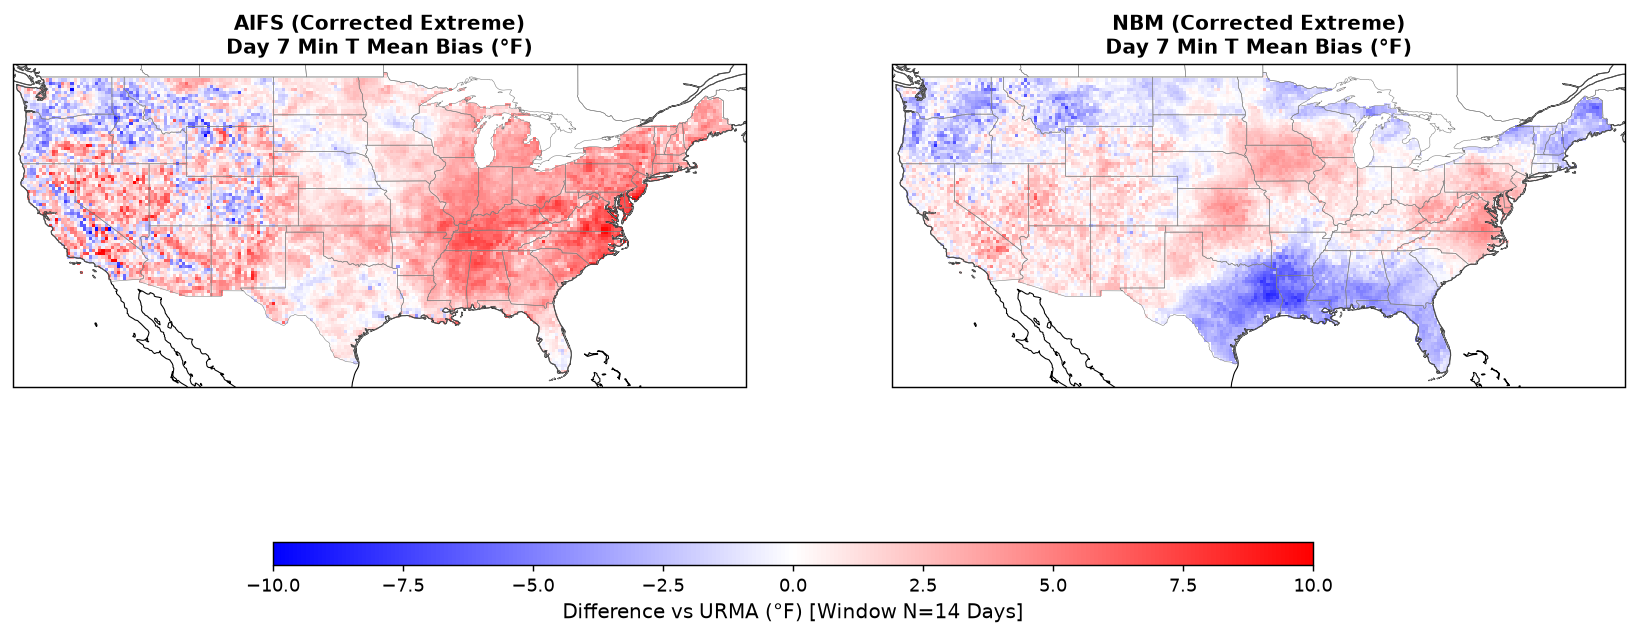 AIFS (Corrected Extreme)
Day 7 Min T Mean Bias (°F)
NBM (Corrected Extreme)
Day 7 Min T Mean Bias (°F)
−10.0 −7.5 −5.0 −2.5 0.0 2.5 5.0 7.5 10.0
Difference vs URMA (°F) [Window N=14 Days]